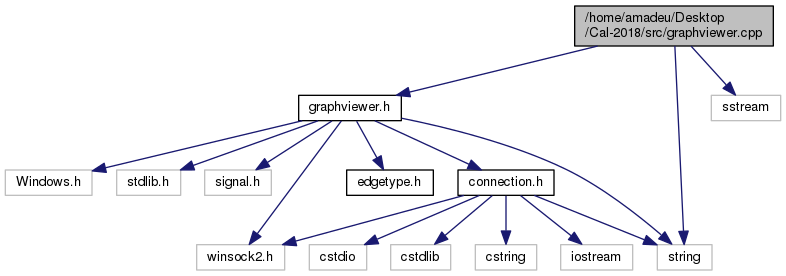 /home/amadeu/Desktop
/Cal-2018/src/graphviewer.cpp
graphviewer.h
sstream
Windows.h
stdlib.h
signal.h
edgetype.h
connection.h
winsock2.h
cstdio
cstdlib
cstring
iostream
string